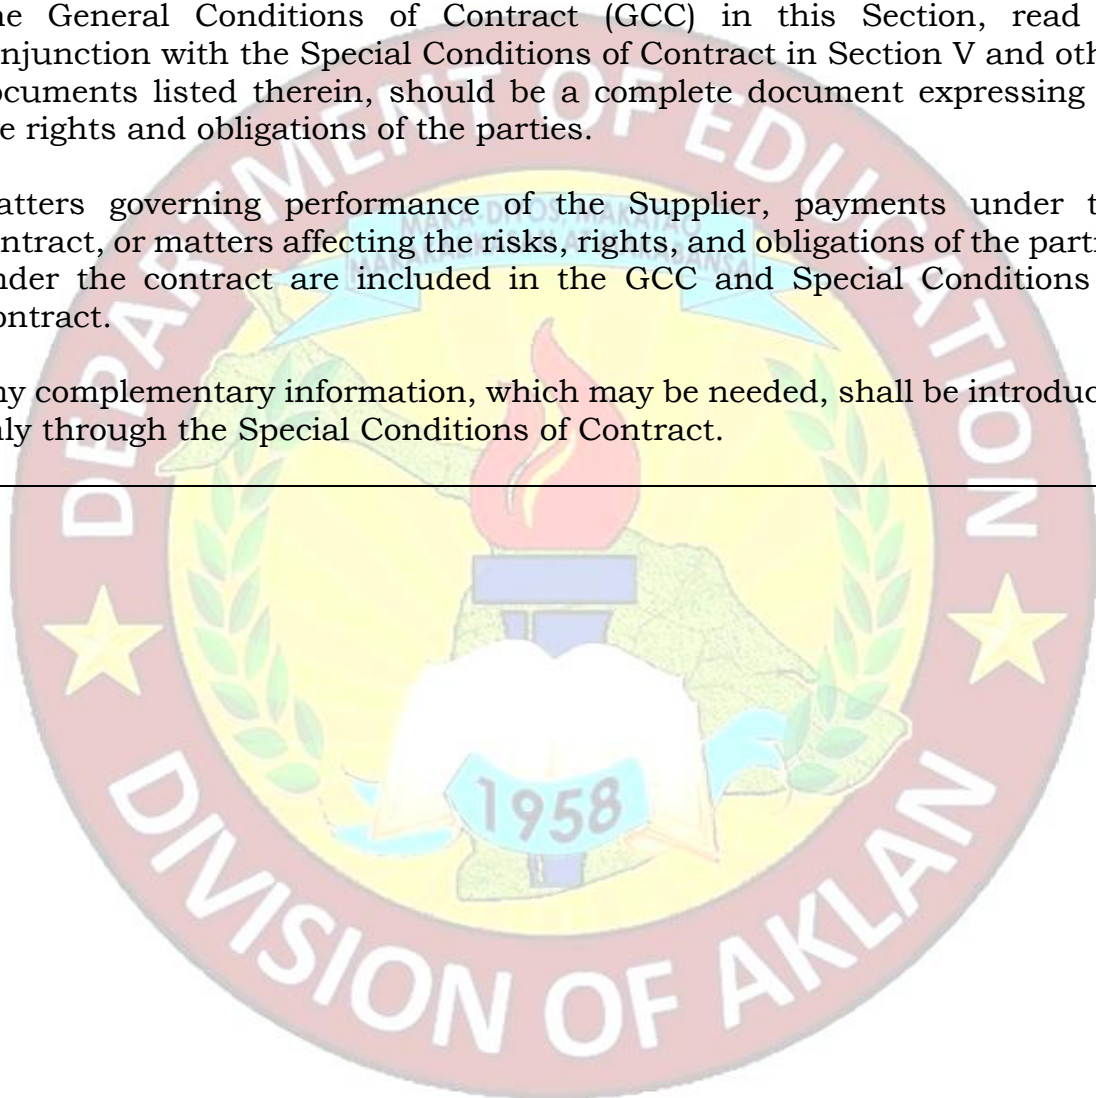 he General Conditions of Contract (GCC) in this Section, read
njunction with the Special Conditions of Contract in Section V and oth
ocuments listed therein, should be a complete document expressing
e rights and obligations of the parties.
atters governing performance of the Supplier, payments under t
ntract, or matters affecting the risks, rights, and obligations of the parti
nder the contract are included in the GCC and Special Conditions
ontract.
ny complementary information, which may be needed, shall be introduc
nly through the Special Conditions of Contract.
DEPARTMENT OF EDUCATION
MAKA-DIYOS, MAKATAO
1958
DIVISION OF AKLAN